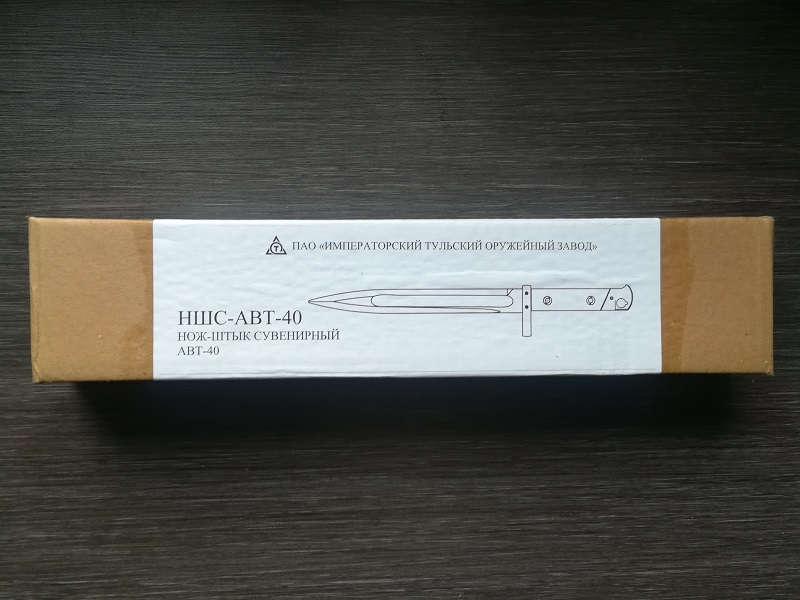 Т
ПАО «ИМПЕРАТОРСКИЙ ТУЛЬСКИЙ ОРУЖЕЙНЫЙ ЗАВОД»
НШС-АВТ-40
НОЖ-ШТЫК СУВЕНИРНЫЙ
АВТ-40